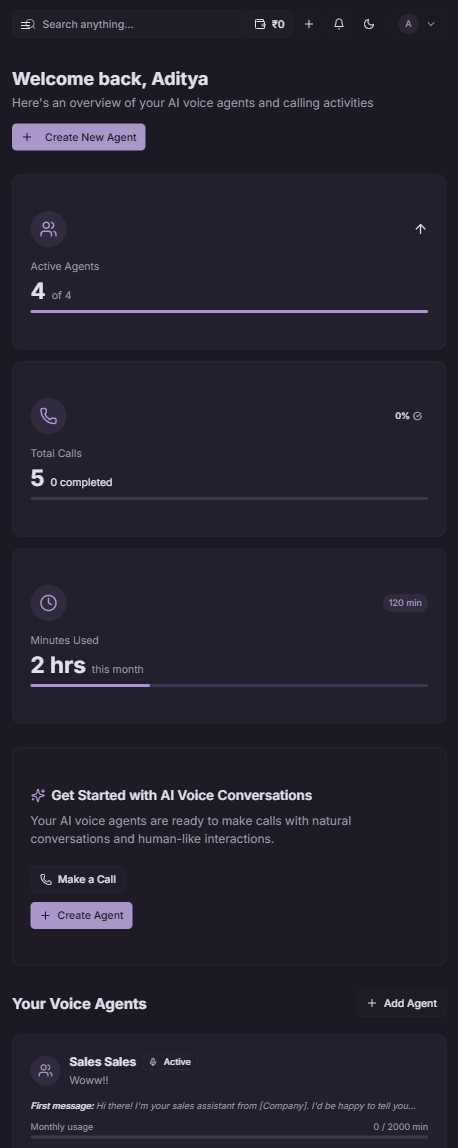 Search anything...
₹0
A
Welcome back, Aditya
Here's an overview of your AI voice agents and calling activities
Create New Agent
Active Agents
4 of 4
0%
Total Calls
5 0 completed
120 min
Minutes Used
2 hrs this month
Get Started with AI Voice Conversations
Your AI voice agents are ready to make calls with natural
conversations and human-like interactions.
Make a Call
Create Agent
Your Voice Agents
Add Agent
Sales Sales Active
Woww!!
First message: Hi there! I'm your sales assistant from [Company]. I'd be happy to tell you...
Monthly usage 0 / 2000 min